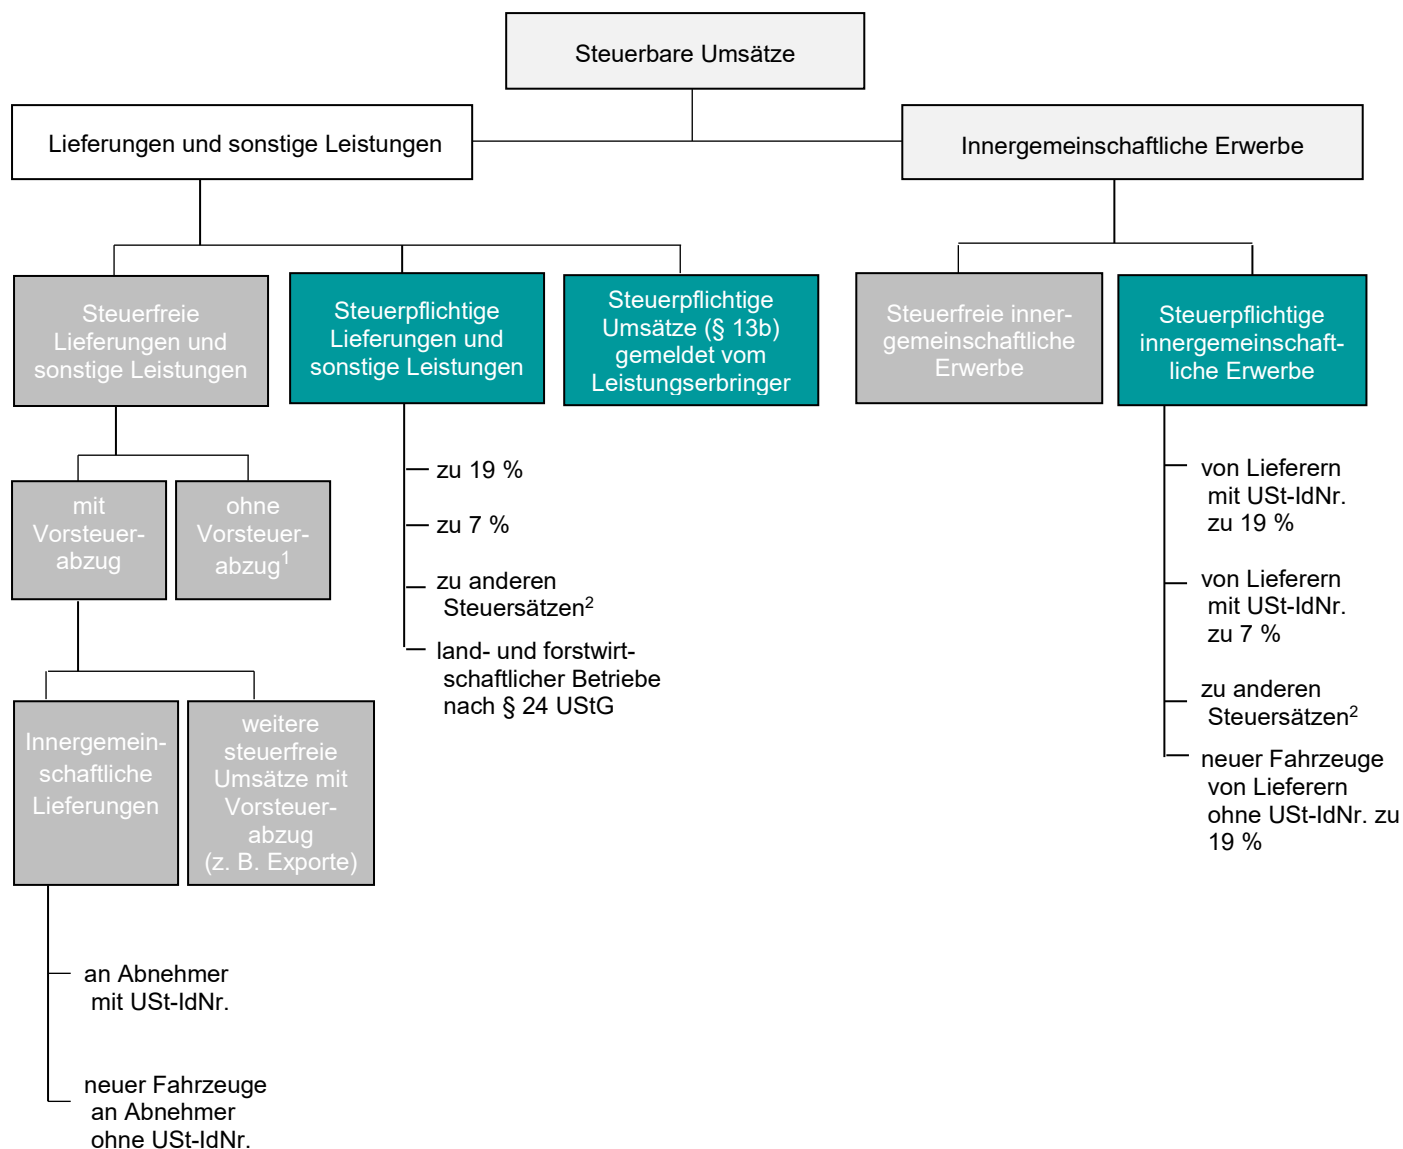 Steuerbare Umsätze
Lieferungen und sonstige Leistungen
Innergemeinschaftliche Erwerbe
Steuerfreie
Lieferungen und
sonstige Leistungen
Steuerpflichtige
Lieferungen und
sonstige Leistungen
Steuerpflichtige
Umsätze (§ 13b)
gemeldet vom
Leistungserbringer
Steuerfreie inner-
gemeinschaftliche
Erwerbe
Steuerpflichtige
innergemeinschaft-
liche Erwerbe
mit
Vorsteuer-
abzug
ohne
Vorsteuer-
abzug¹
zu 19 %
zu 7 %
zu anderen
Steuersätzen²
land- und forstwirt-
schaftlicher Betriebe
nach § 24 UStG
von Lieferern
mit USt-IdNr.
zu 19 %
von Lieferern
mit USt-IdNr.
zu 7 %
zu anderen
Steuersätzen²
neuer Fahrzeuge
von Lieferern
ohne USt-IdNr. zu
19 %
Innergemein-
schaftliche
Lieferungen
weitere
steuerfreie
Umsätze mit
Vorsteuer-
abzug
(z. B. Exporte)
an Abnehmer
mit USt-IdNr.
neuer Fahrzeuge
an Abnehmer
ohne USt-IdNr.